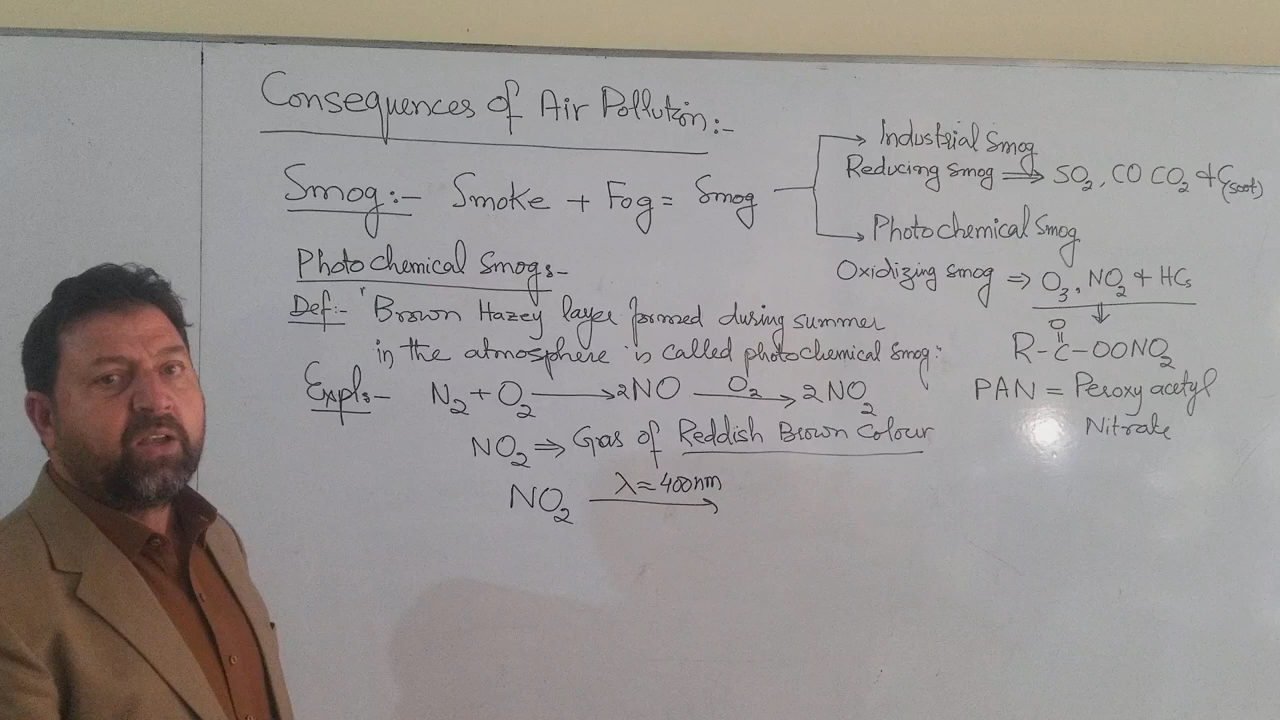 Consequences of Air Pollution:-
Smog:- Smoke + Fog = Smog
→ Industrial Smog
Reducing Smog ⇒ SO₂, CO CO₂ + C(soot)
→ Photochemical Smog
Oxidizing smog ⇒ O₃, NO₂ + HCs
↓
O
||
R-C-OONO₂
PAN = Peroxy acetyl
Nitrate
Photochemical Smog:-
Def:- "Brown Hazey layer formed during summer
in the atmosphere is called photochemical smog."
Expl:- N₂ + O₂ → 2NO —O₂→ 2NO₂
NO₂ ⇒ Gas of Reddish Brown Colour
NO₂ —λ=400nm→